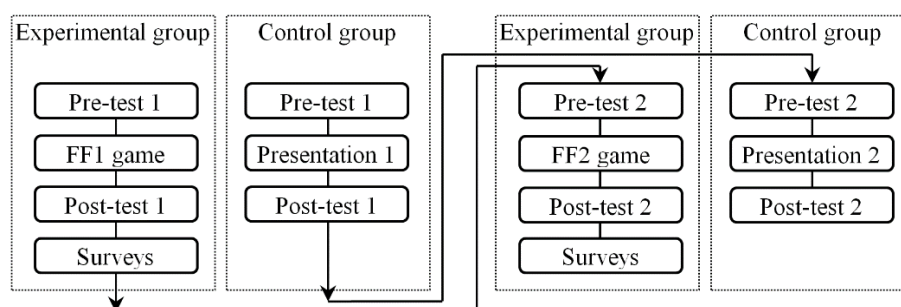 Experimental group
Pre-test 1
FF1 game
Post-test 1
Surveys
Control group
Pre-test 1
Presentation 1
Post-test 1
Experimental group
Pre-test 2
FF2 game
Post-test 2
Surveys
Control group
Pre-test 2
Presentation 2
Post-test 2